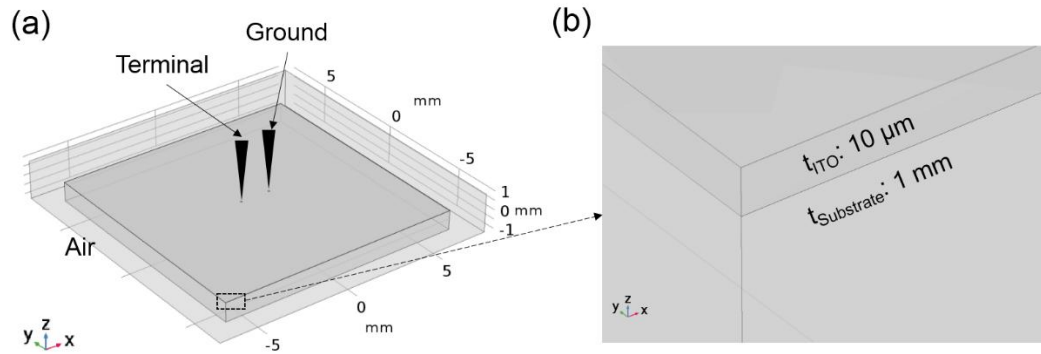 (a)
Ground
Terminal
5
0
mm
-5
1
0 mm
-1
Air
5
0
mm
-5
z
y x
(b)
t_ITO: 10 μm
t_Substrate: 1 mm
z
y x